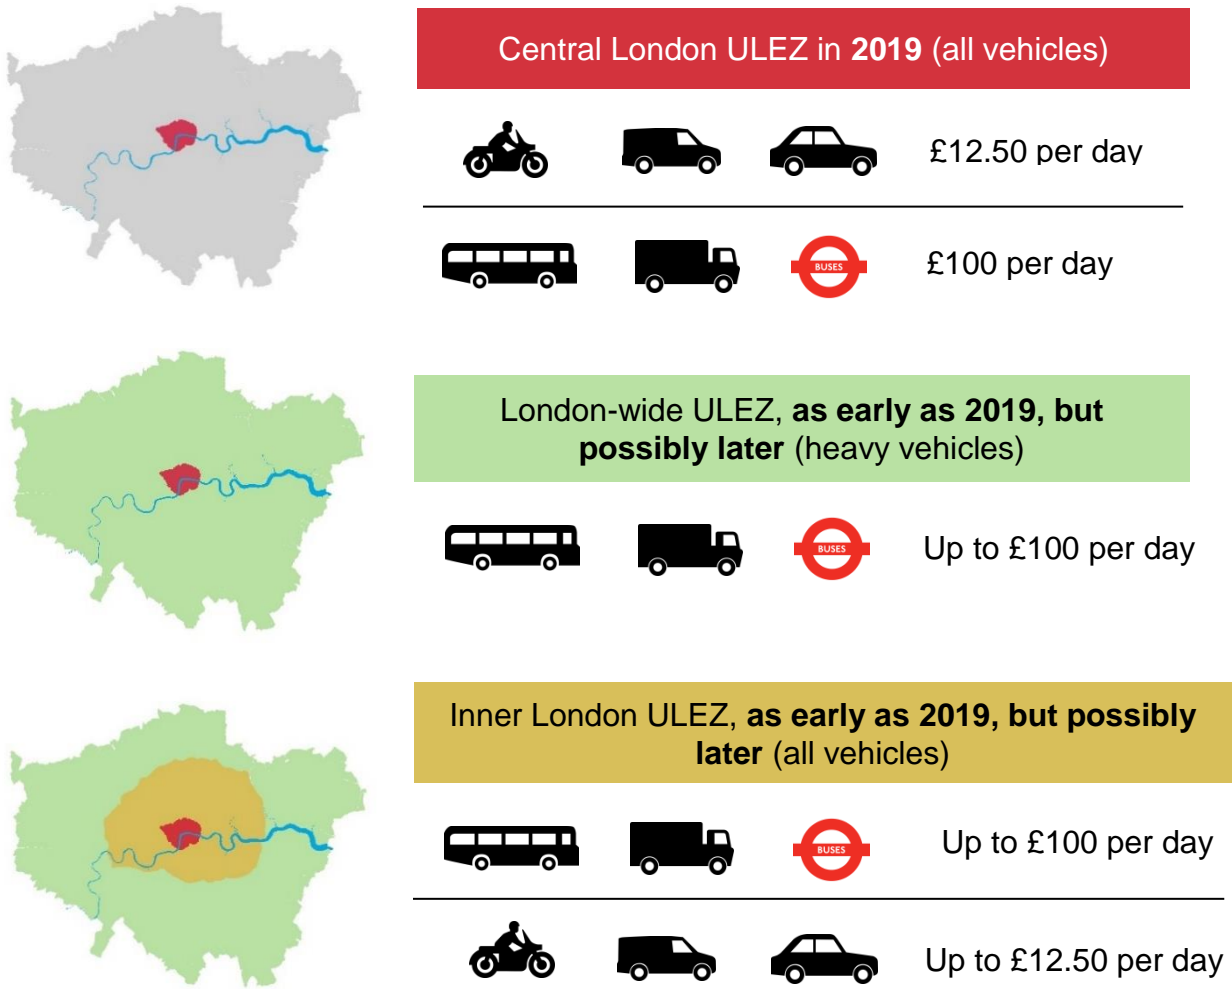 Central London ULEZ in 2019 (all vehicles)
£12.50 per day
BUSES
£100 per day
London-wide ULEZ, as early as 2019, but
possibly later (heavy vehicles)
BUSES
Up to £100 per day
Inner London ULEZ, as early as 2019, but possibly
later (all vehicles)
BUSES
Up to £100 per day
Up to £12.50 per day